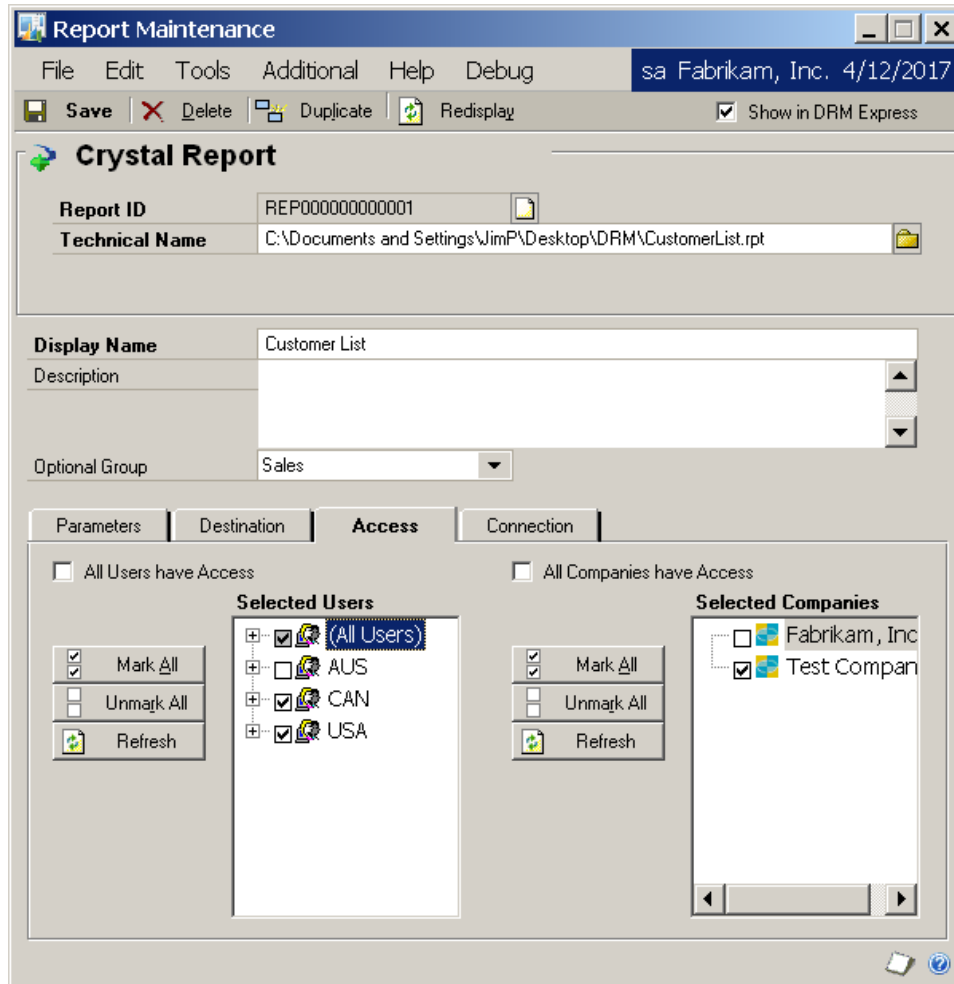 Report Maintenance
File Edit Tools Additional Help Debug sa Fabrikam, Inc. 4/12/2017
Save Delete Duplicate Redisplay Show in DRM Express
Crystal Report
Report ID REP000000000001
Technical Name C:\Documents and Settings\JimP\Desktop\DRM\CustomerList.rpt
Display Name Customer List
Description
Optional Group Sales
Parameters Destination Access Connection
All Users have Access All Companies have Access
Selected Users Selected Companies
(All Users) Fabrikam, Inc
Mark All AUS Mark All Test Compan
Unmark All CAN Unmark All
Refresh USA Refresh